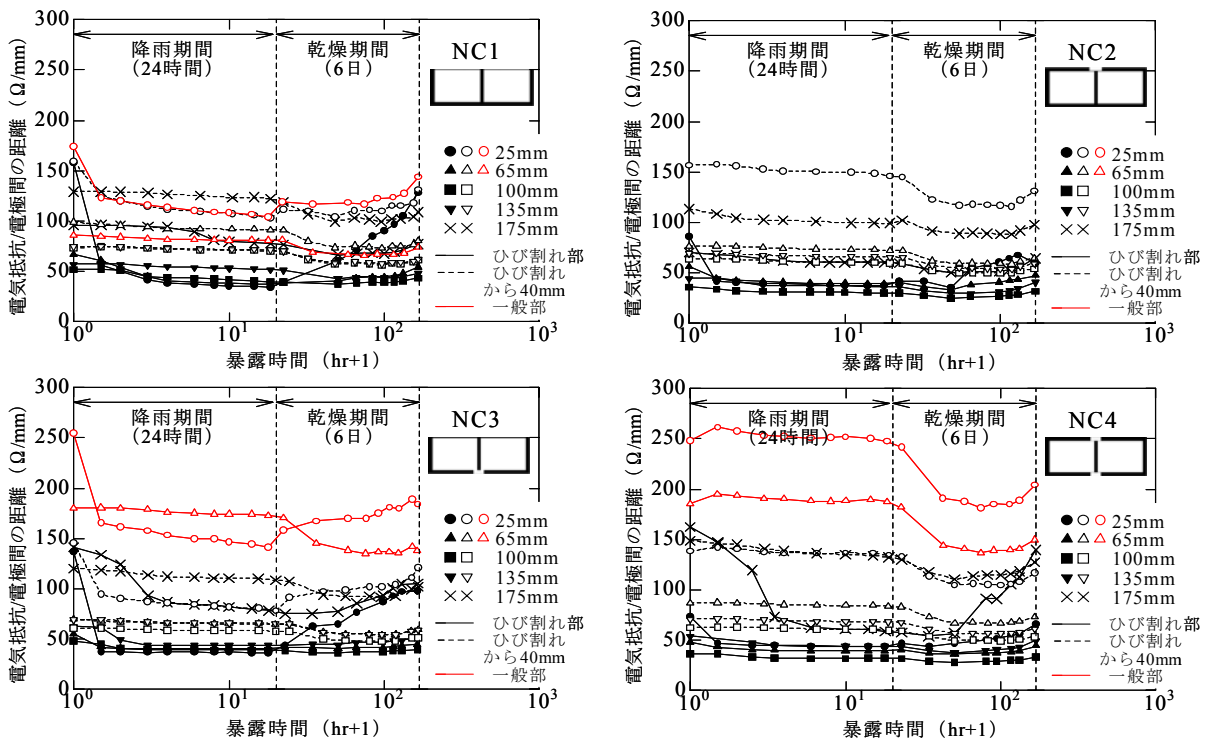 300
250
200
150
100
50
0
電気抵抗/電極間の距離 (Ω/mm)
降雨期間
(24時間)
乾燥期間
(6日)
NC1
25mm
65mm
100mm
135mm
175mm
ひび割れ部
ひび割れ
から40mm
一般部
10⁰
10¹
10²
10³
暴露時間 (hr+1)
300
250
200
150
100
50
0
電気抵抗/電極間の距離 (Ω/mm)
降雨期間
(24時間)
乾燥期間
(6日)
NC2
25mm
65mm
100mm
135mm
175mm
ひび割れ部
ひび割れ
から40mm
一般部
10⁰
10¹
10²
10³
暴露時間 (hr+1)
300
250
200
150
100
50
0
電気抵抗/電極間の距離 (Ω/mm)
降雨期間
(24時間)
乾燥期間
(6日)
NC3
25mm
65mm
100mm
135mm
175mm
ひび割れ部
ひび割れ
から40mm
一般部
10⁰
10¹
10²
10³
暴露時間 (hr+1)
300
250
200
150
100
50
0
電気抵抗/電極間の距離 (Ω/mm)
降雨期間
(24時間)
乾燥期間
(6日)
NC4
25mm
65mm
100mm
135mm
175mm
ひび割れ部
ひび割れ
から40mm
一般部
10⁰
10¹
10²
10³
暴露時間 (hr+1)